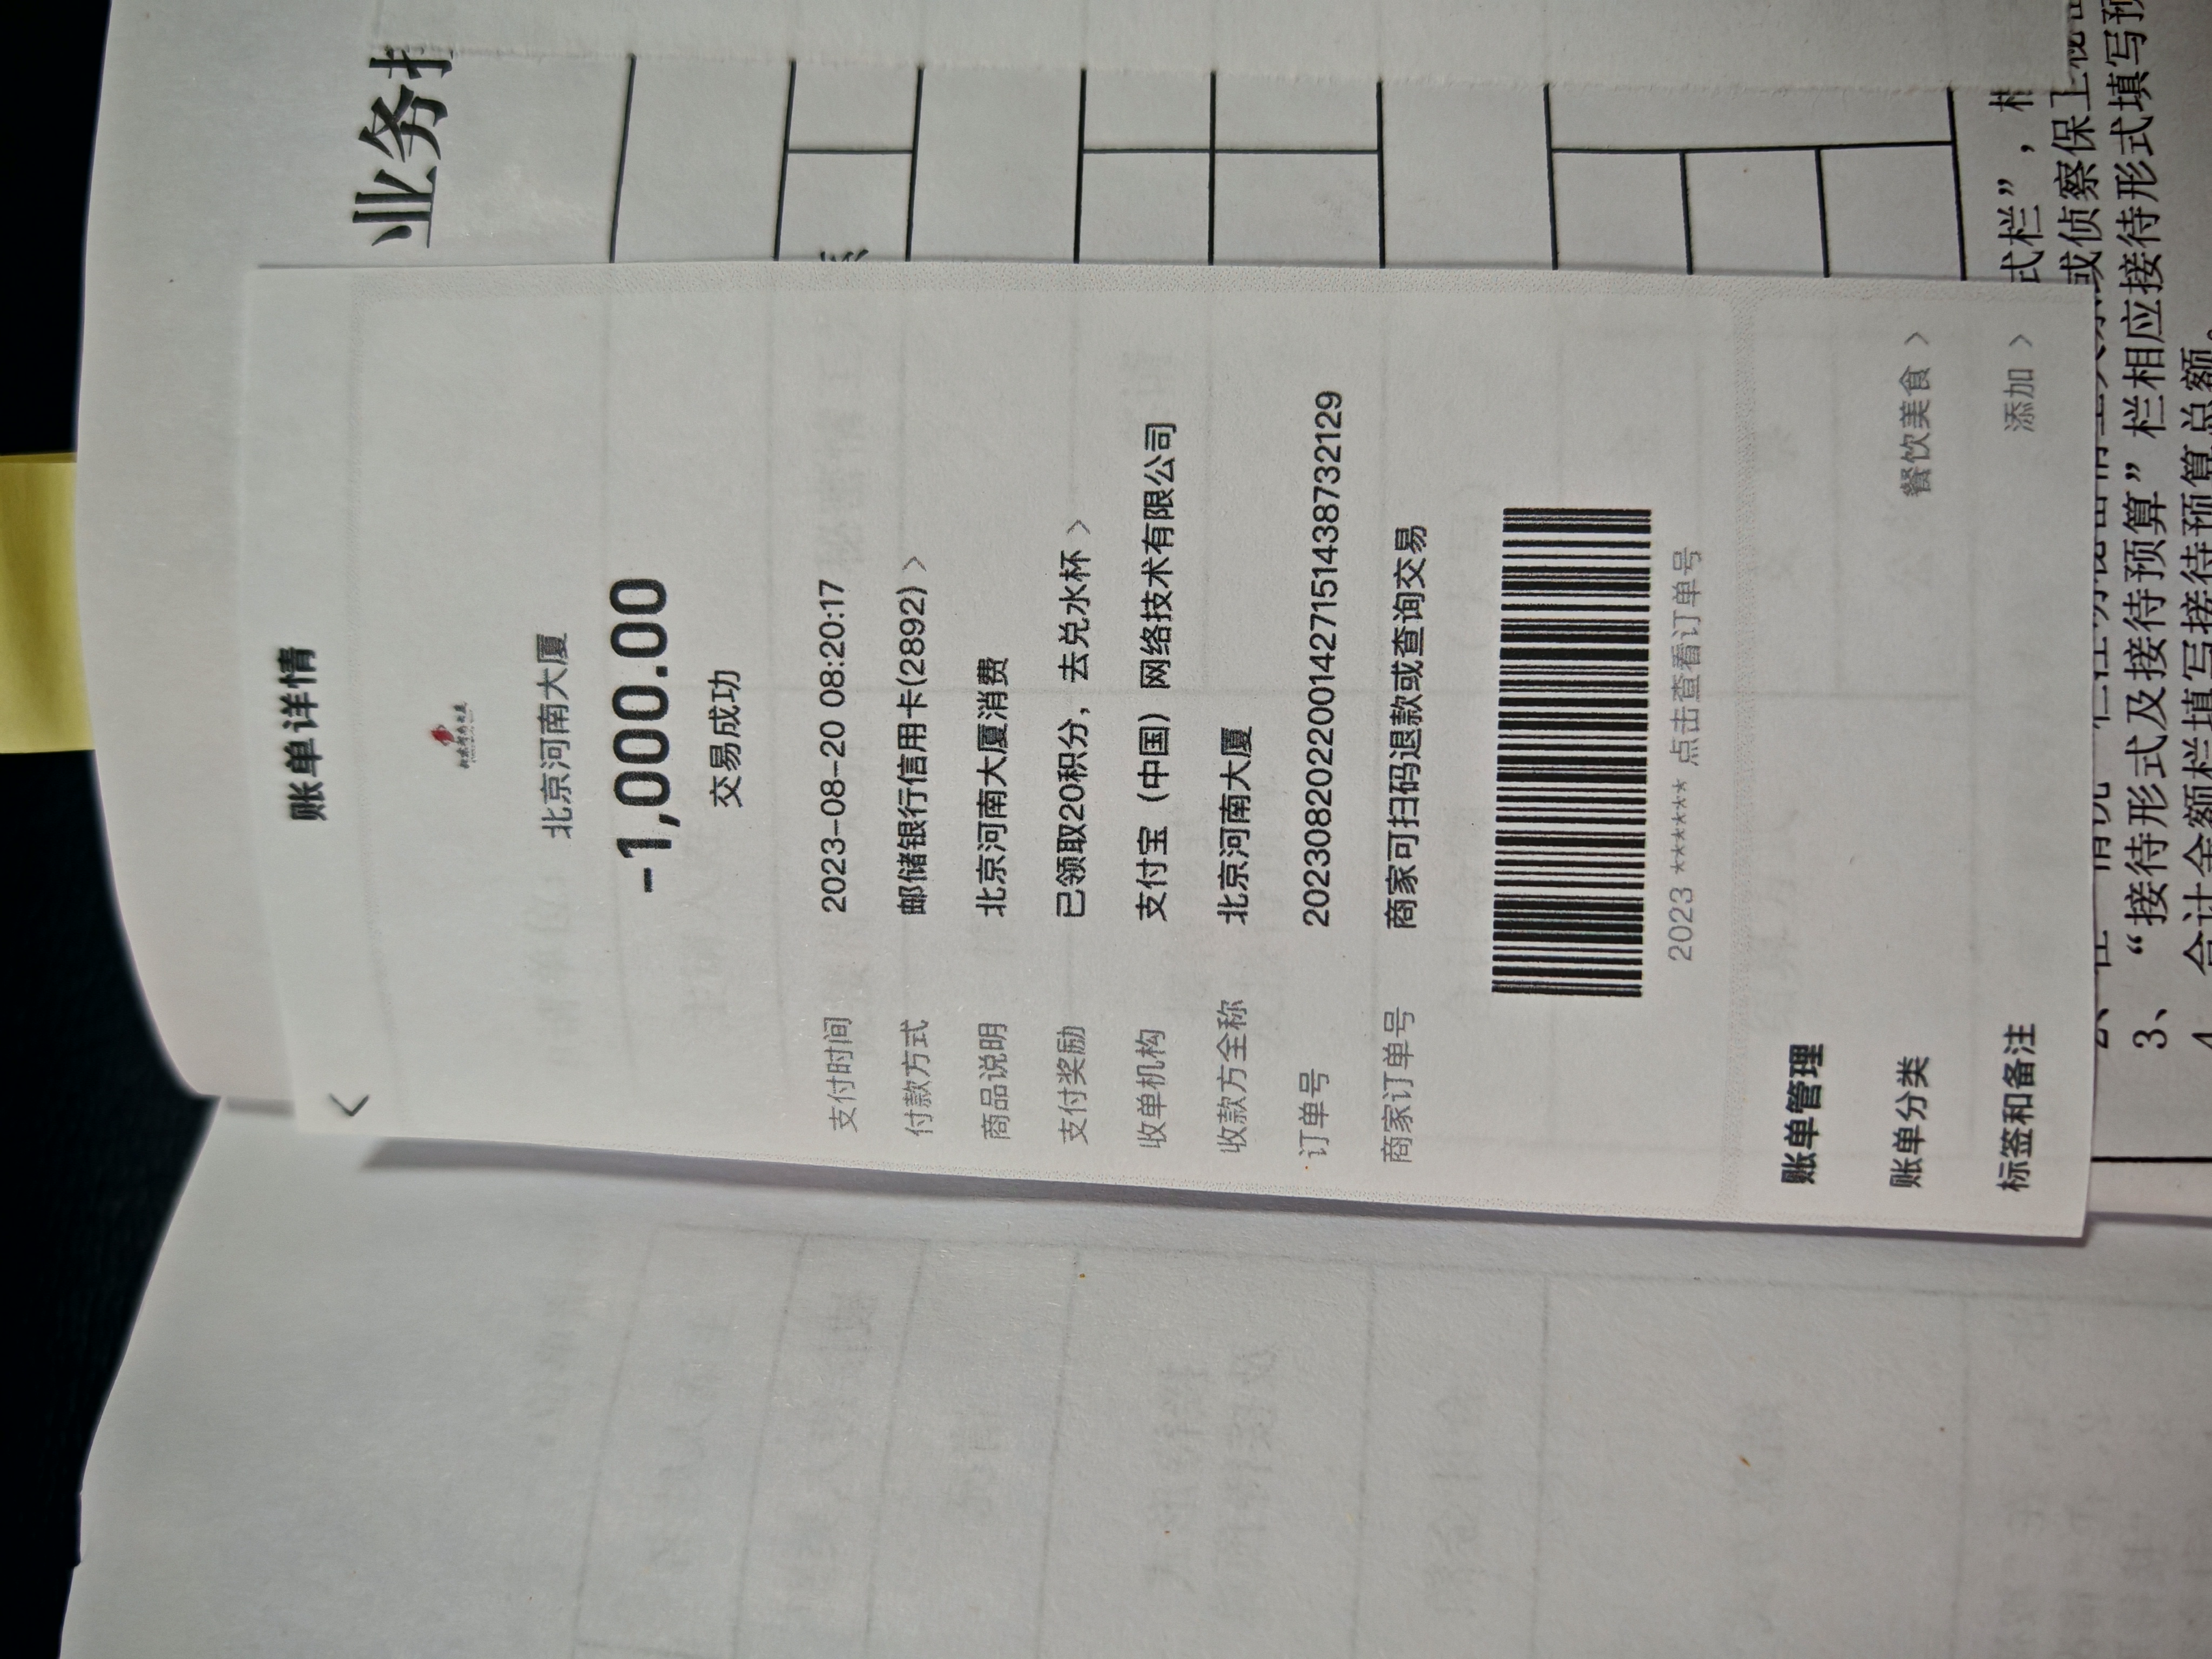 账单详情
北京河南大厦
-1,000.00
交易成功
支付时间 2023-08-20 08:20:17
付款方式 邮储银行信用卡(2892) >
商品说明 北京河南大厦消费
支付奖励 已领取20积分，去兑水杯 >
收单机构 支付宝（中国）网络技术有限公司
收款方全称 北京河南大厦
订单号 2023082022001427151438732129
商家订单号 商家可扫码退款或查询交易
2023 ****** 点击查看订单号
账单管理
账单分类 餐饮美食 >
标签和备注 添加 >
业务
式栏”，
或侦察保
3、“接待形式及接待预算”栏相应接待形式填写预
合计金额栏填写接待预算总额。